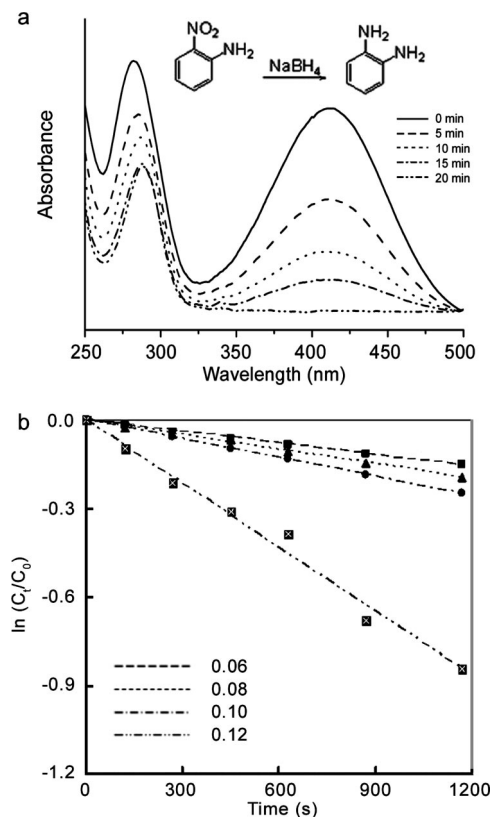 a
NO₂
NH₂
NaBH₄
NH₂
NH₂
0 min
5 min
10 min
15 min
20 min
Absorbance
250 300 350 400 450 500
Wavelength (nm)
b
0.0
-0.3
-0.6
-0.9
-1.2
ln (Cₜ/C₀)
0.06
0.08
0.10
0.12
0 300 600 900 1200
Time (s)